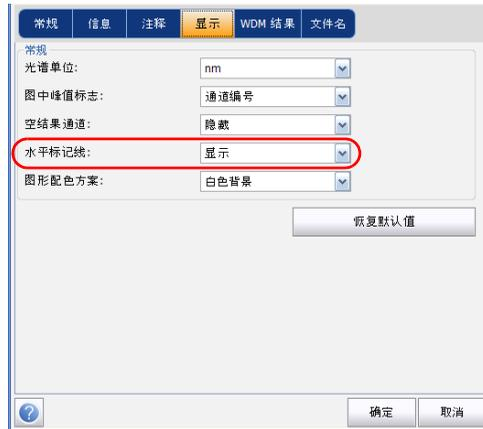 常规 信息 注释 显示 WDM 结果 文件名
常规
光谱单位: nm
图中峰值标志: 通道编号
空结果通道: 隐藏
水平标记线: 显示
图形配色方案: 白色背景
恢复默认值
? 确定 取消